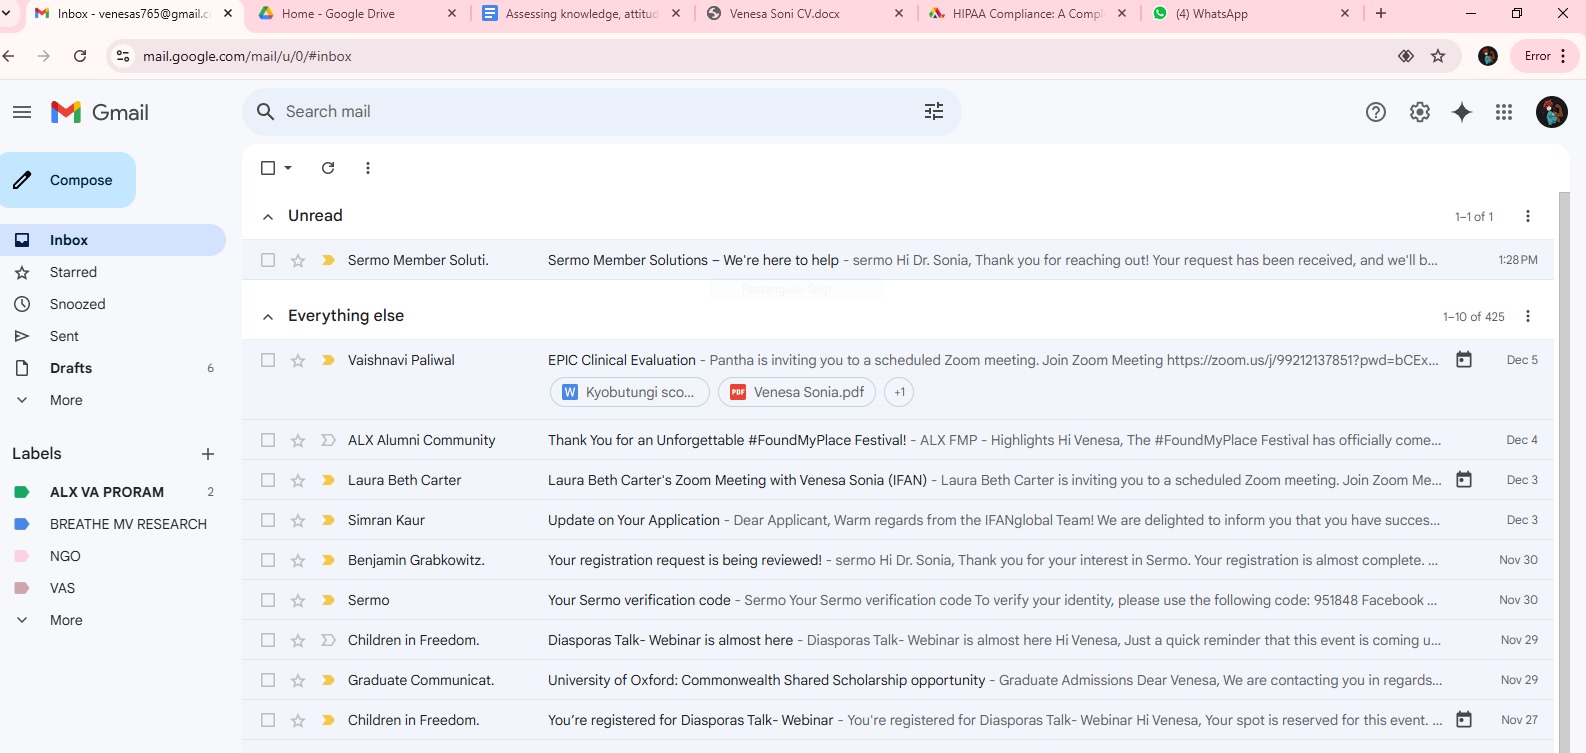 Inbox - venesas765@gmail.c
Home - Google Drive
Assessing knowledge, attitud
Venesa Soni CV.docx
HIPAA Compliance: A Compl
(4) WhatsApp
mail.google.com/mail/u/0/#inbox
Error
Gmail
Search mail
Compose
Inbox
Starred
Snoozed
Sent
Drafts 6
More
Labels
ALX VA PRORAM 2
BREATHE MV RESEARCH
NGO
VAS
More
Unread 1–1 of 1
Sermo Member Soluti. Sermo Member Solutions – We're here to help - sermo Hi Dr. Sonia, Thank you for reaching out! Your request has been received, and we'll b... 1:28 PM
Rectangular Snip
Everything else 1–10 of 425
Vaishnavi Paliwal EPIC Clinical Evaluation - Pantha is inviting you to a scheduled Zoom meeting. Join Zoom Meeting https://zoom.us/j/99212137851?pwd=bCEx... Dec 5
W Kyobutungi sco... PDF Venesa Sonia.pdf +1
ALX Alumni Community Thank You for an Unforgettable #FoundMyPlace Festival! - ALX FMP - Highlights Hi Venesa, The #FoundMyPlace Festival has officially come... Dec 4
Laura Beth Carter Laura Beth Carter's Zoom Meeting with Venesa Sonia (IFAN) - Laura Beth Carter is inviting you to a scheduled Zoom meeting. Join Zoom Me... Dec 3
Simran Kaur Update on Your Application - Dear Applicant, Warm regards from the IFANglobal Team! We are delighted to inform you that you have succes... Dec 3
Benjamin Grabkowitz. Your registration request is being reviewed! - sermo Hi Dr. Sonia, Thank you for your interest in Sermo. Your registration is almost complete. ... Nov 30
Sermo Your Sermo verification code - Sermo Your Sermo verification code To verify your identity, please use the following code: 951848 Facebook ... Nov 30
Children in Freedom. Diasporas Talk- Webinar is almost here - Diasporas Talk- Webinar is almost here Hi Venesa, Just a quick reminder that this event is coming u... Nov 29
Graduate Communicat. University of Oxford: Commonwealth Shared Scholarship opportunity - Graduate Admissions Dear Venesa, We are contacting you in regards... Nov 29
Children in Freedom. You're registered for Diasporas Talk- Webinar - You're registered for Diasporas Talk- Webinar Hi Venesa, Your spot is reserved for this event. ... Nov 27